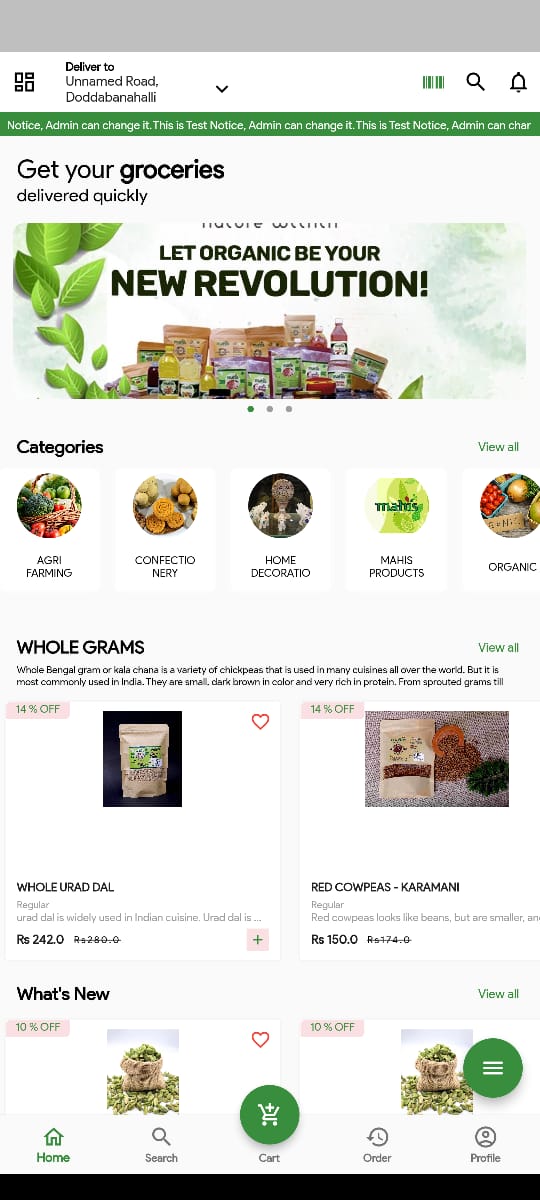 Deliver to
Unnamed Road,
Doddabanahalli
Notice, Admin can change it.This is Test Notice, Admin can change it.This is Test Notice, Admin can char
Get your groceries
delivered quickly
LET ORGANIC BE YOUR
NEW REVOLUTION!
Categories
View all
AGRI
FARMING
CONFECTIO
NERY
HOME
DECORATIO
mahis
MAHIS
PRODUCTS
ORGANIC
WHOLE GRAMS
View all
Whole Bengal gram or kala chana is a variety of chickpeas that is used in many cuisines all over the world. But it is
most commonly used in India. They are small, dark brown in color and very rich in protein. From sprouted grams till
14 % OFF
14 % OFF
WHOLE URAD DAL
RED COWPEAS - KARAMANI
Regular
Regular
urad dal is widely used in Indian cuisine. Urad dal is ...
Red cowpeas looks like beans, but are smaller, an
Rs 242.0 Rs280.0
Rs 150.0 Rs174.0
What's New
View all
10 % OFF
10 % OFF
Home
Search
Cart
Order
Profile